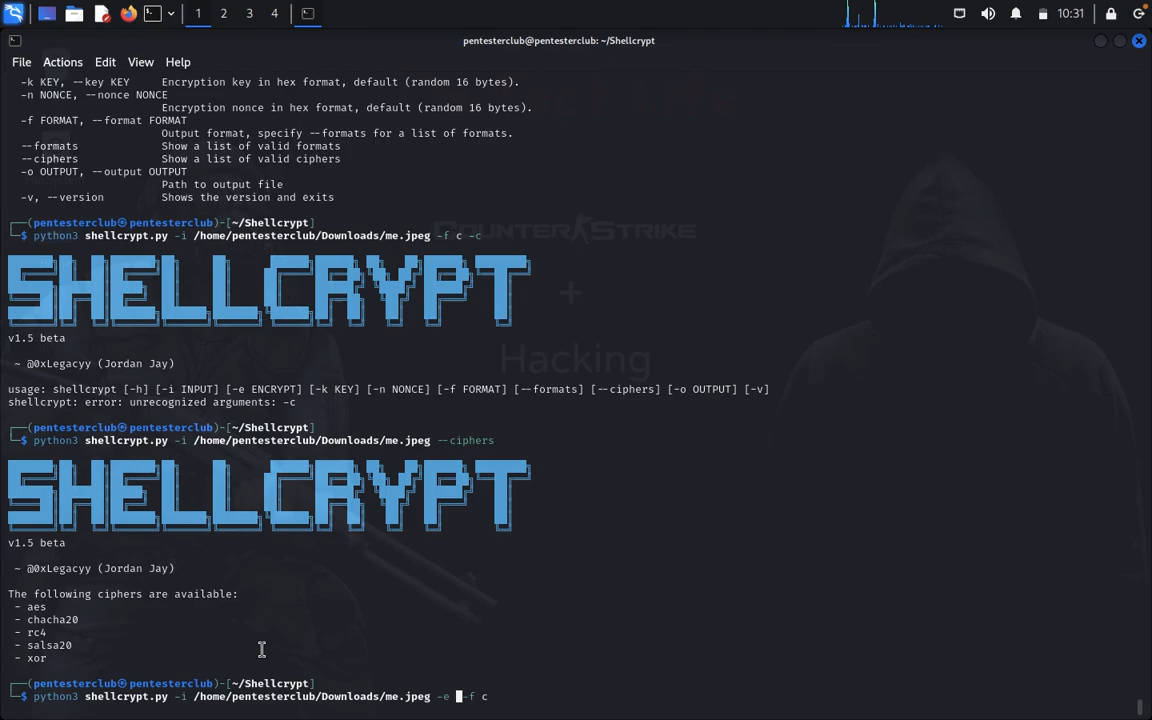 1 2 3 4
10:31
pentesterclub@pentesterclub: ~/Shellcrypt
File Actions Edit View Help
-k KEY, --key KEY Encryption key in hex format, default (random 16 bytes).
-n NONCE, --nonce NONCE
Encryption nonce in hex format, default (random 16 bytes).
-f FORMAT, --format FORMAT
Output format, specify --formats for a list of formats.
--formats Show a list of valid formats
--ciphers Show a list of valid ciphers
-o OUTPUT, --output OUTPUT
Path to output file
-v, --version Shows the version and exits
(pentesterclub㉿pentesterclub)-[~/Shellcrypt]
$ python3 shellcrypt.py -i /home/pentesterclub/Downloads/me.jpeg -f c -c
COUNTER STRIKE
SHELLCRYPT
+
v1.5 beta
Hacking
~ @0xLegacyy (Jordan Jay)
usage: shellcrypt [-h] [-i INPUT] [-e ENCRYPT] [-k KEY] [-n NONCE] [-f FORMAT] [--formats] [--ciphers] [-o OUTPUT] [-v]
shellcrypt: error: unrecognized arguments: -c
(pentesterclub㉿pentesterclub)-[~/Shellcrypt]
$ python3 shellcrypt.py -i /home/pentesterclub/Downloads/me.jpeg --ciphers
SHELLCRYPT
v1.5 beta
~ @0xLegacyy (Jordan Jay)
The following ciphers are available:
- aes
- chacha20
- rc4
- salsa20
- xor
(pentesterclub㉿pentesterclub)-[~/Shellcrypt]
$ python3 shellcrypt.py -i /home/pentesterclub/Downloads/me.jpeg -e -f c